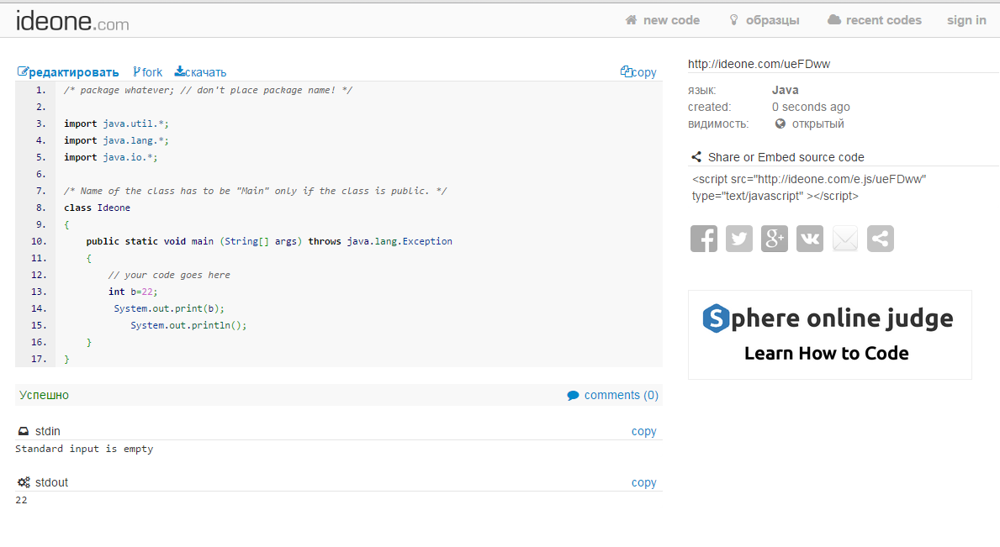 ideone.com new code образцы recent codes sign in
редактировать fork скачать copy
1. /* package whatever; // don't place package name! */
2.
3. import java.util.*;
4. import java.lang.*;
5. import java.io.*;
6.
7. /* Name of the class has to be "Main" only if the class is public. */
8. class Ideone
9. {
10. public static void main (String[] args) throws java.lang.Exception
11. {
12. // your code goes here
13. int b=22;
14. System.out.print(b);
15. System.out.println();
16. }
17. }
Успешно comments (0)
stdin copy
Standard input is empty
stdout copy
22
http://ideone.com/ueFDww
язык: Java
created: 0 seconds ago
видимость: открытый
Share or Embed source code
<script src="http://ideone.com/e.js/ueFDww"
type="text/javascript" ></script>
Sphere online judge
Learn How to Code